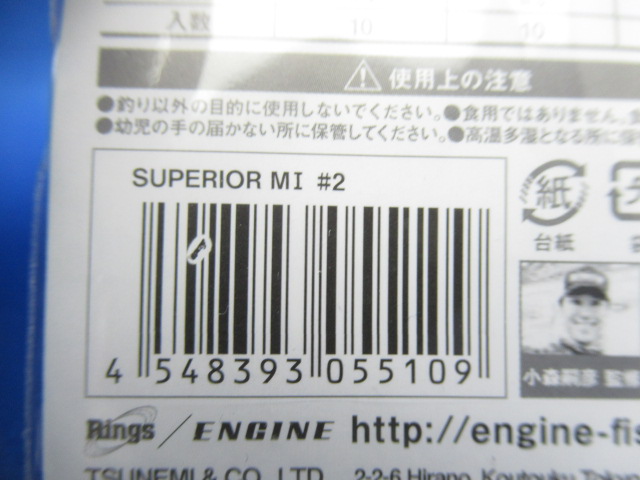 入数 10 10
使用上の注意
●釣り以外の目的に使用しないでください。●食用ではありません。
●幼児の手の届かない所に保管してください。●高温多湿となる所に
SUPERIOR MI #2
紙
台紙
4 548393 055109
小森嗣彦 監修
Rings / ENGINE http://engine-fis
TSUNEMI & CO., LTD. 2-2-6 Hirano, Koutouku,